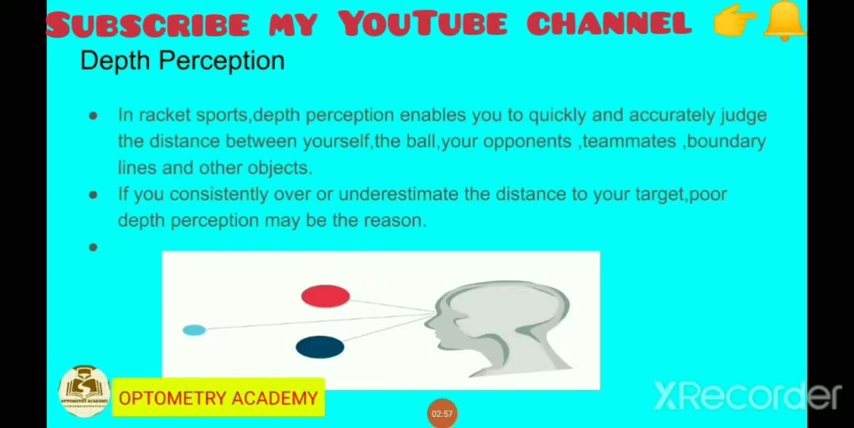 SUBSCRIBE MY YOUTUBE CHANNEL
Depth Perception
In racket sports,depth perception enables you to quickly and accurately judge
the distance between yourself,the ball,your opponents ,teammates ,boundary
lines and other objects.
If you consistently over or underestimate the distance to your target,poor
depth perception may be the reason.
OPTOMETRY ACADEMY
OPTOMETRY ACADEMY
02:57
XRecorder